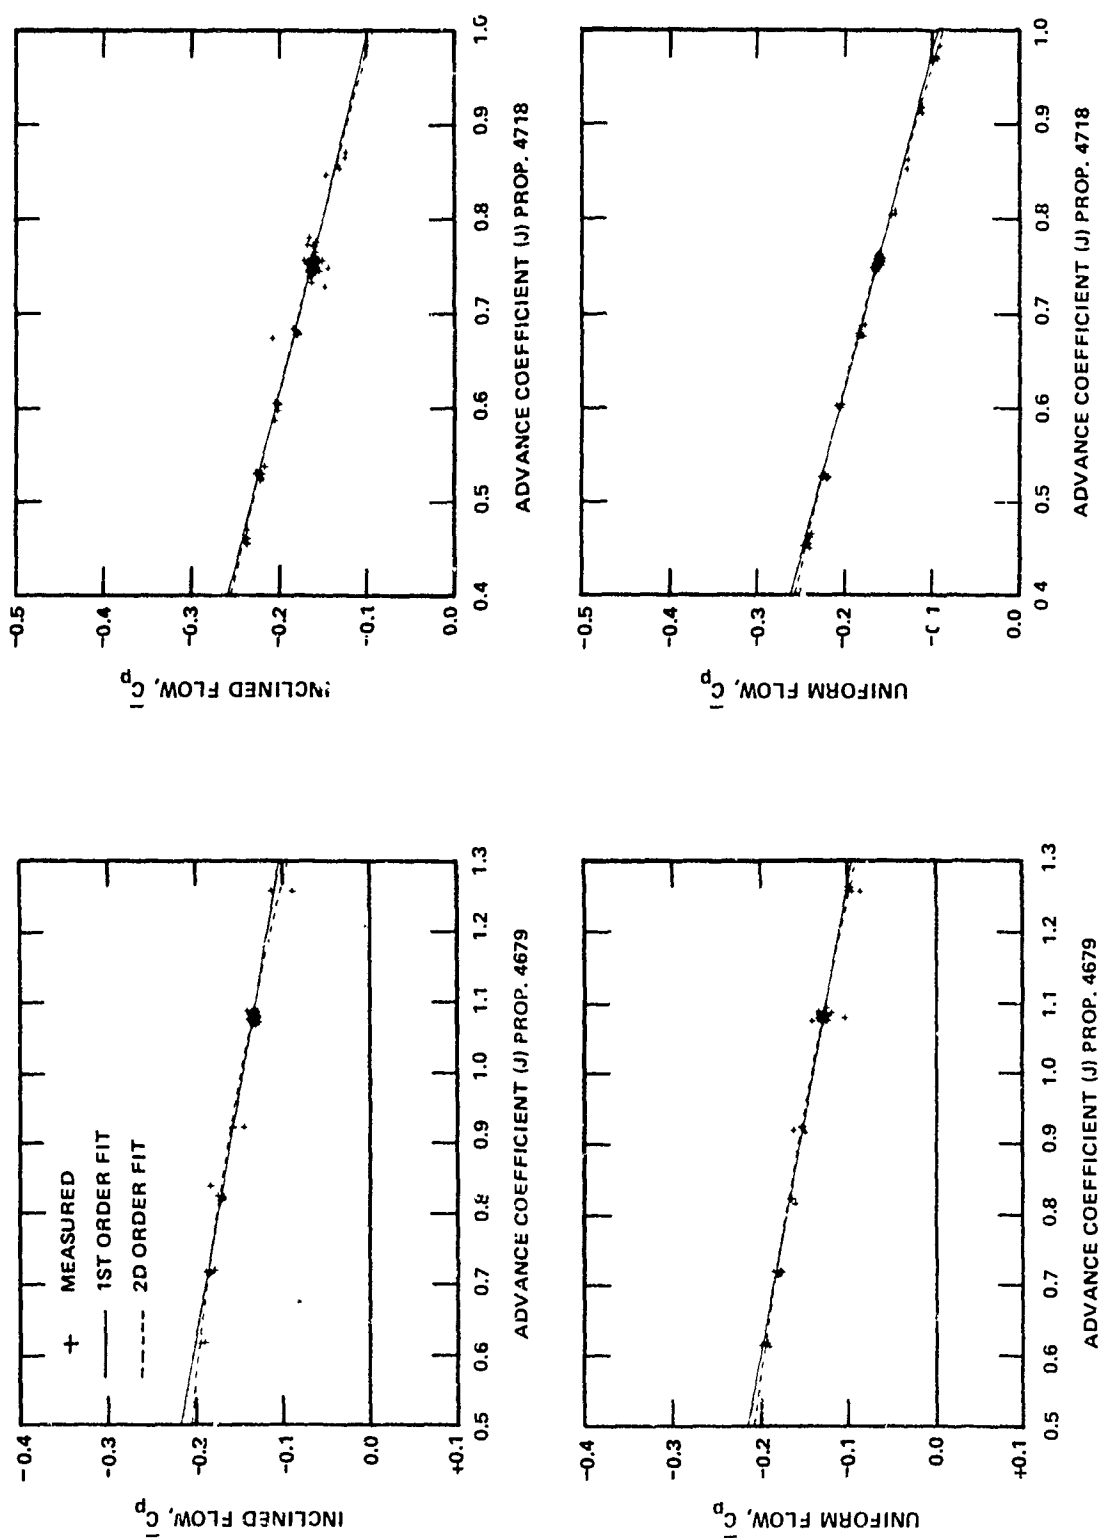 INCLINED FLOW, C̄p
-0.4
-0.3
-0.2
-0.1
0.0
+0.1
+ MEASURED
1ST ORDER FIT
2D ORDER FIT
0.5 0.6 0.7 0.8 0.9 1.0 1.1 1.2 1.3
ADVANCE COEFFICIENT (J) PROP. 4679
INCLINED FLOW, C̄p
-0.5
-0.4
-0.3
-0.2
-0.1
0.0
0.4 0.5 0.6 0.7 0.8 0.9 1.0
ADVANCE COEFFICIENT (J) PROP. 4718
UNIFORM FLOW, C̄p
-0.4
-0.3
-0.2
-0.1
0.0
+0.1
0.5 0.6 0.7 0.8 0.9 1.0 1.1 1.2 1.3
ADVANCE COEFFICIENT (J) PROP. 4679
UNIFORM FLOW, C̄p
-0.5
-0.4
-0.3
-0.2
-0.1
0.0
0.4 0.5 0.6 0.7 0.8 0.9 1.0
ADVANCE COEFFICIENT (J) PROP. 4718